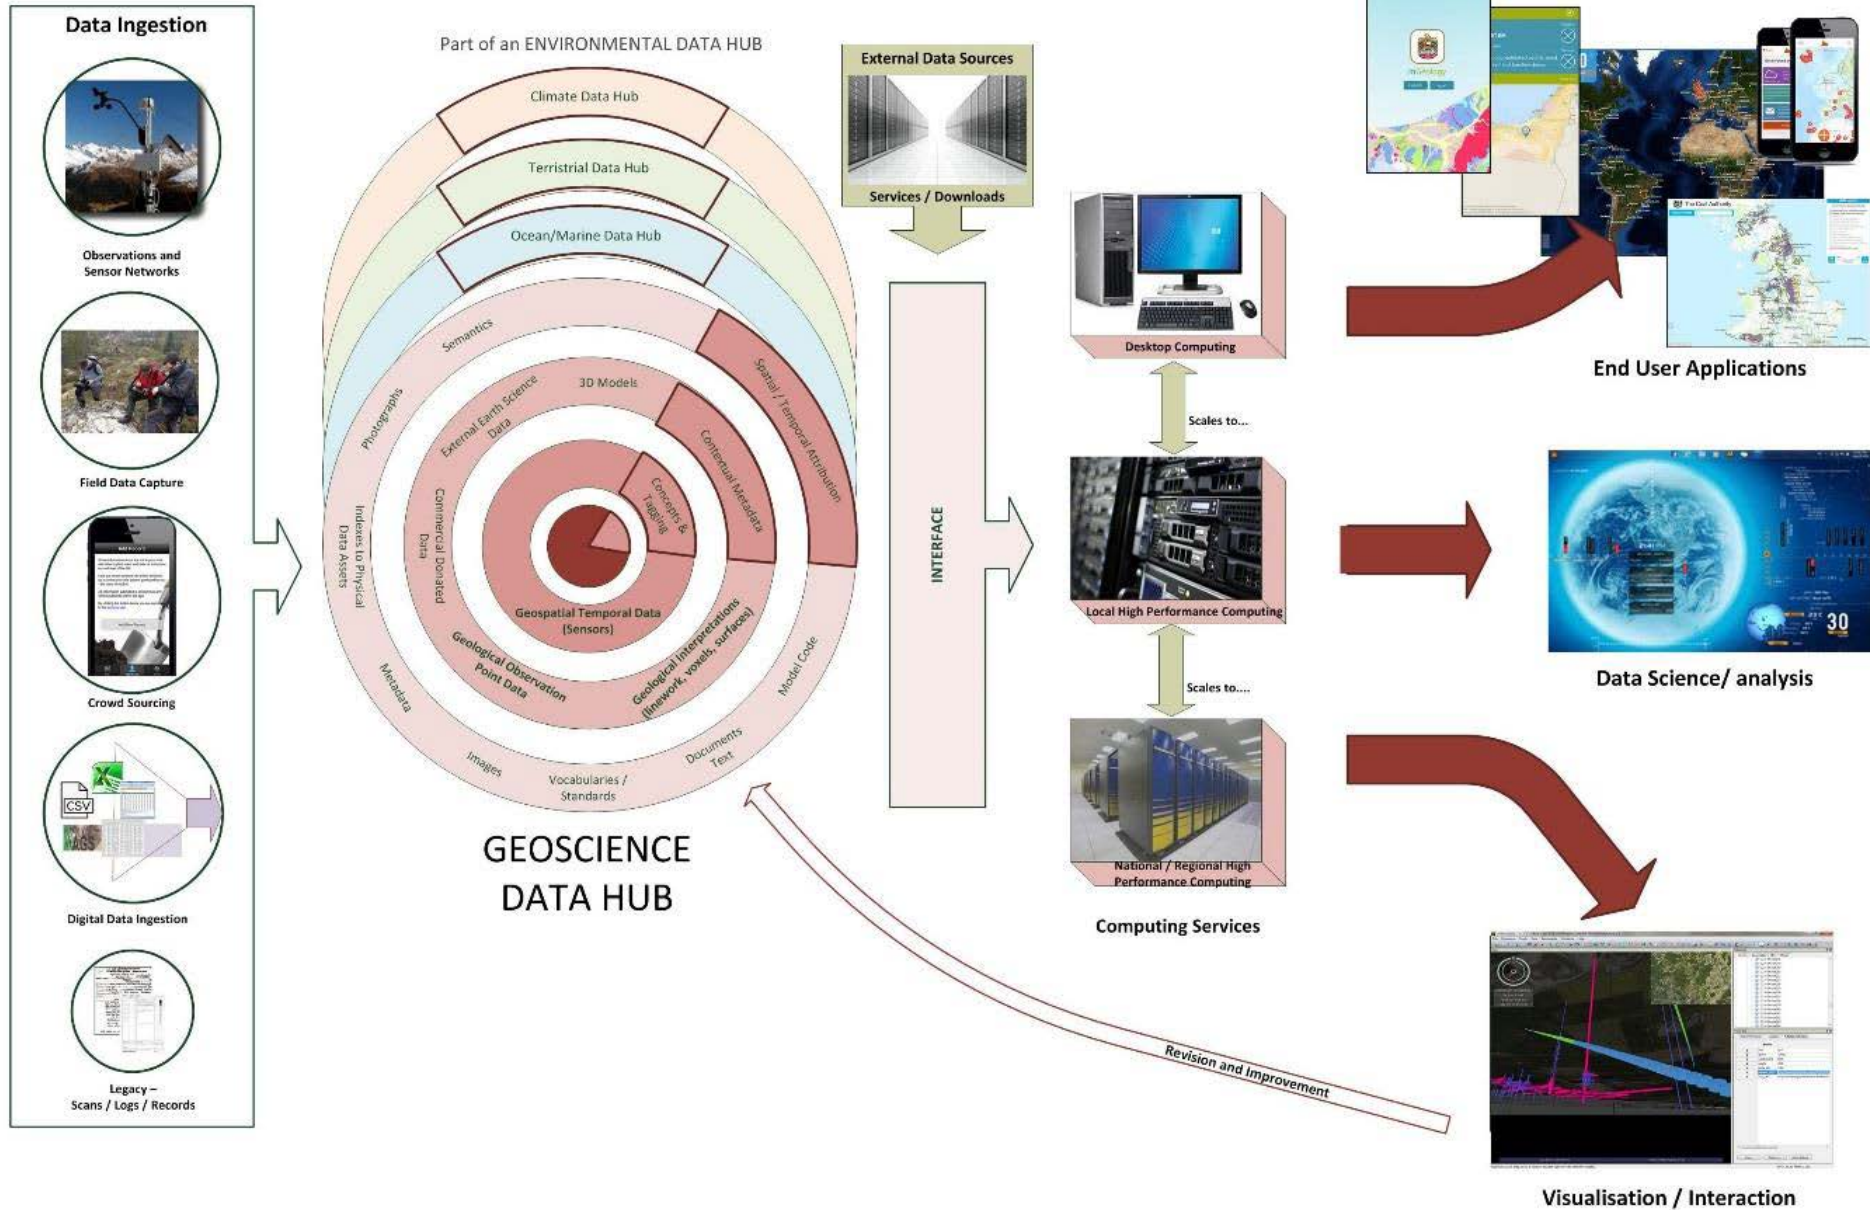 Data Ingestion
Observations and
Sensor Networks
Field Data Capture
Crowd Sourcing
CSV
AGS
Digital Data Ingestion
Legacy –
Scans / Logs / Records
Part of an ENVIRONMENTAL DATA HUB
Climate Data Hub
Terristrial Data Hub
Ocean/Marine Data Hub
Semantics
Photographs
Indexes to Physical
Data Assets
Metadata
Images
Vocabularies /
Standards
Documents
Text
Model Code
Spatial / Temporal Attribution
3D Models
External Earth Science
Data
Commercial Donated
Data
Geological Observation
Point Data
Geological Interpretations
(linework, voxels, surfaces)
Contextual Metadata
Concepts &
Tagging
Geospatial Temporal Data
(Sensors)
GEOSCIENCE
DATA HUB
External Data Sources
Services / Downloads
INTERFACE
Desktop Computing
Scales to...
Local High Performance Computing
Scales to....
National / Regional High
Performance Computing
Computing Services
Revision and Improvement
The Coal Authority
End User Applications
30
Data Science/ analysis
Visualisation / Interaction